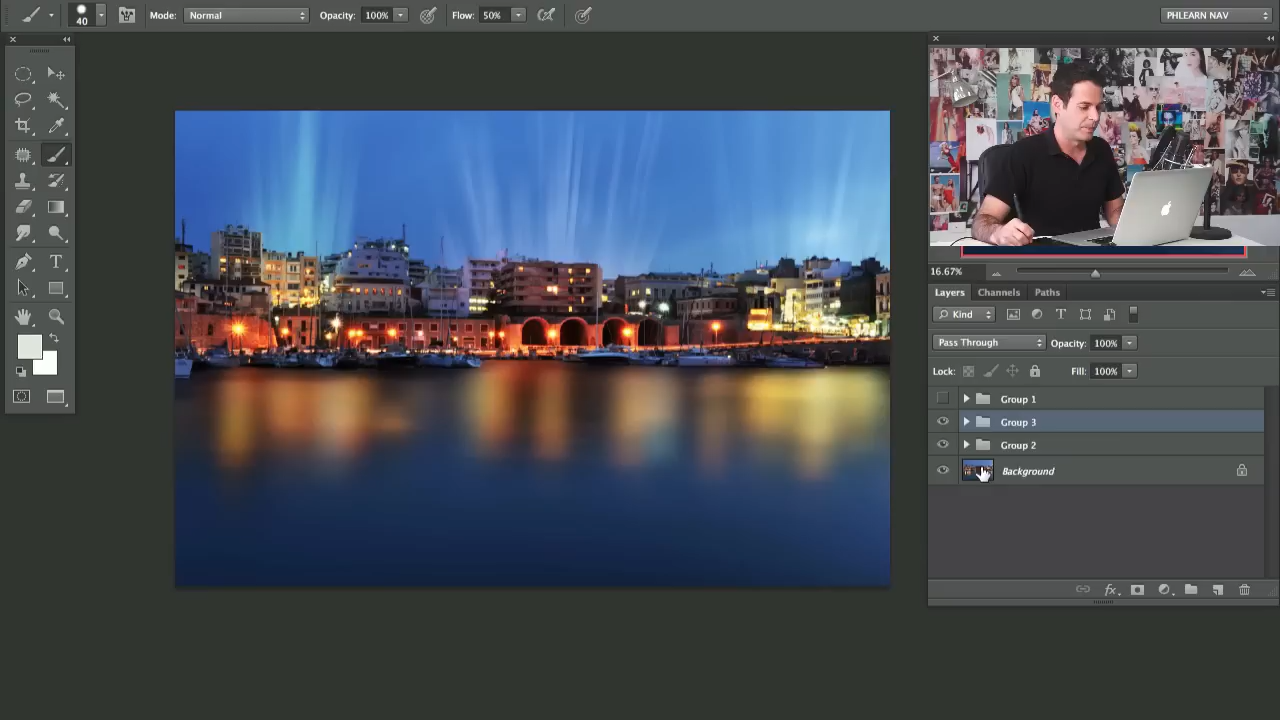 40
Mode:
Normal
Opacity:
100%
Flow:
50%
PHLEARN NAV
T
16.67%
Layers
Channels
Paths
Kind
T
Pass Through
Opacity:
100%
Lock:
Fill:
100%
Group 1
Group 3
Group 2
Background
fx